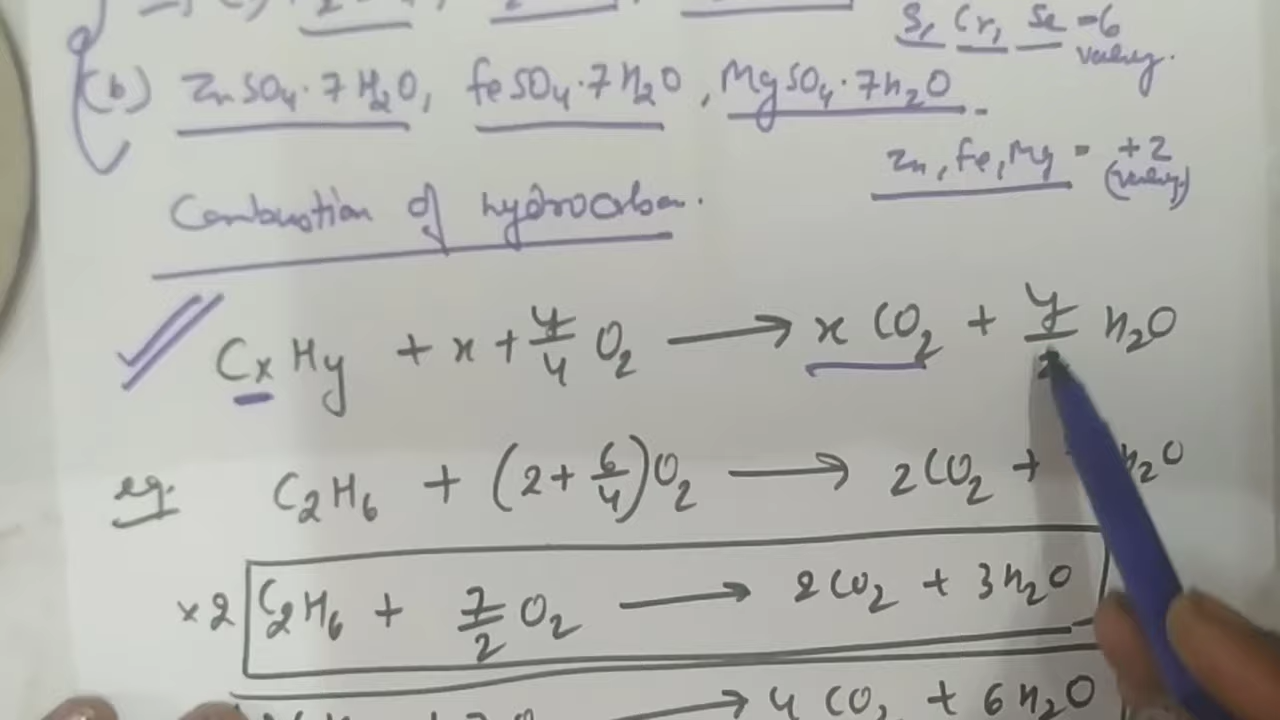 S, Cr, Se = 6
valency.
(b) ZnSO4·7H2O, FeSO4·7H2O, MgSO4·7H2O
Zn, Fe, Mg = +2
(valency)
Combustion of hydrocarbon.
CxHy + x + y/4 O2 → x CO2 + y/2 H2O
eg. C2H6 + (2 + 6/4) O2 → 2CO2 + H2O
×2 C2H6 + 7/2 O2 → 2CO2 + 3H2O
→ 4 CO2 + 6H2O